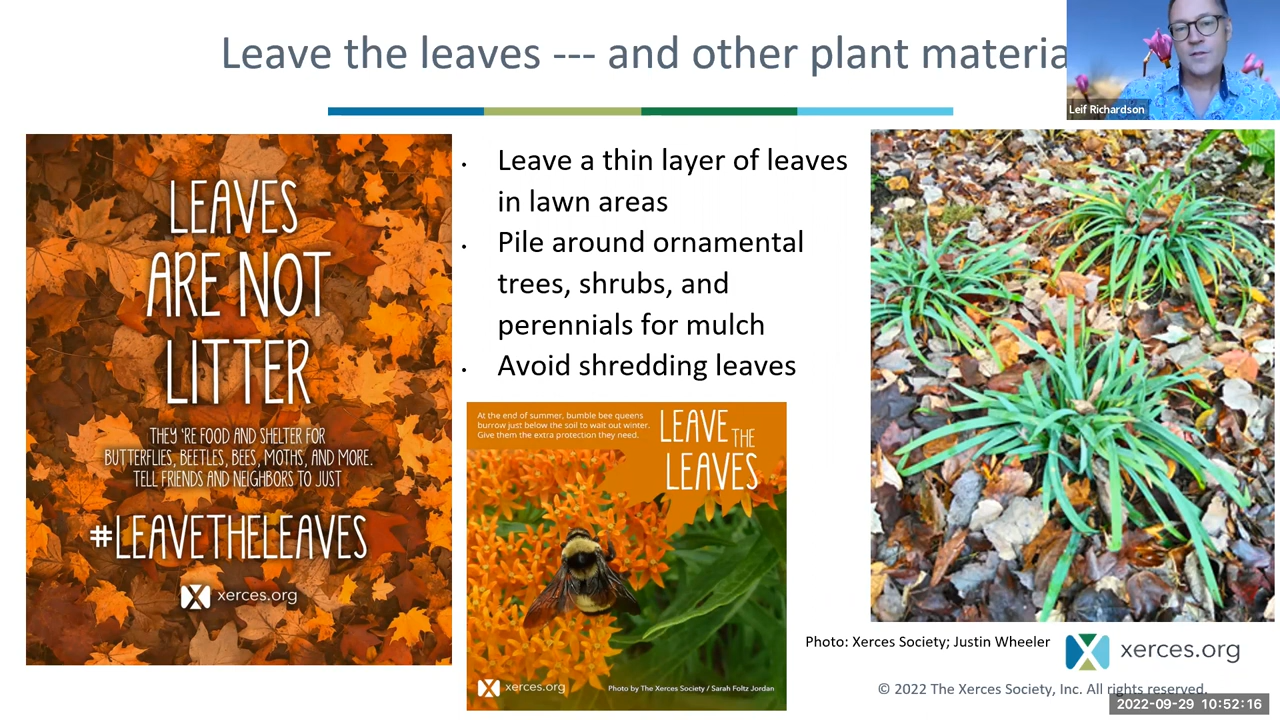 Leave the leaves --- and other plant materia
Leif Richardson
LEAVES
ARE NOT
LITTER
THEY 'RE FOOD AND SHELTER FOR
BUTTERFLIES, BEETLES, BEES, MOTHS, AND MORE.
TELL FRIENDS AND NEIGHBORS TO JUST
#LEAVETHELEAVES
xerces.org
• Leave a thin layer of leaves
in lawn areas
• Pile around ornamental
trees, shrubs, and
perennials for mulch
• Avoid shredding leaves
At the end of summer, bumble bee queens
burrow just below the soil to wait out winter.
Give them the extra protection they need.
LEAVE THE
LEAVES
xerces.org
Photo by The Xerces Society / Sarah Foltz Jordan
Photo: Xerces Society; Justin Wheeler
xerces.org
© 2022 The Xerces Society, Inc. All rights reserved.
2022-09-29 10:52:16